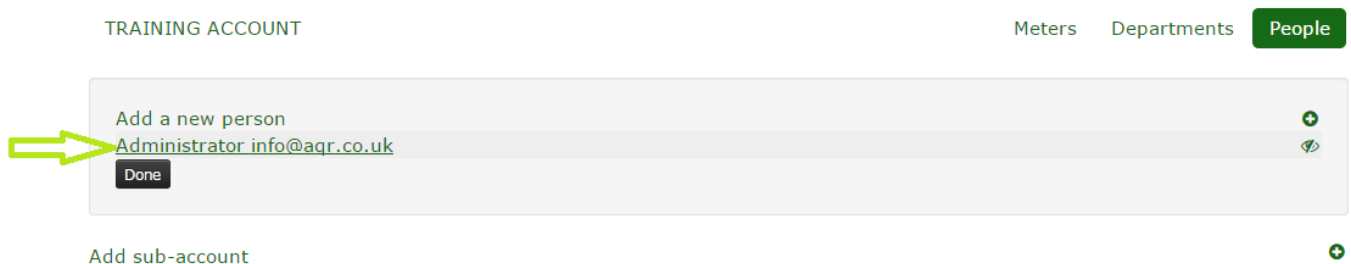 TRAINING ACCOUNT Meters Departments People
Add a new person
Administrator info@aqr.co.uk
Done
Add sub-account